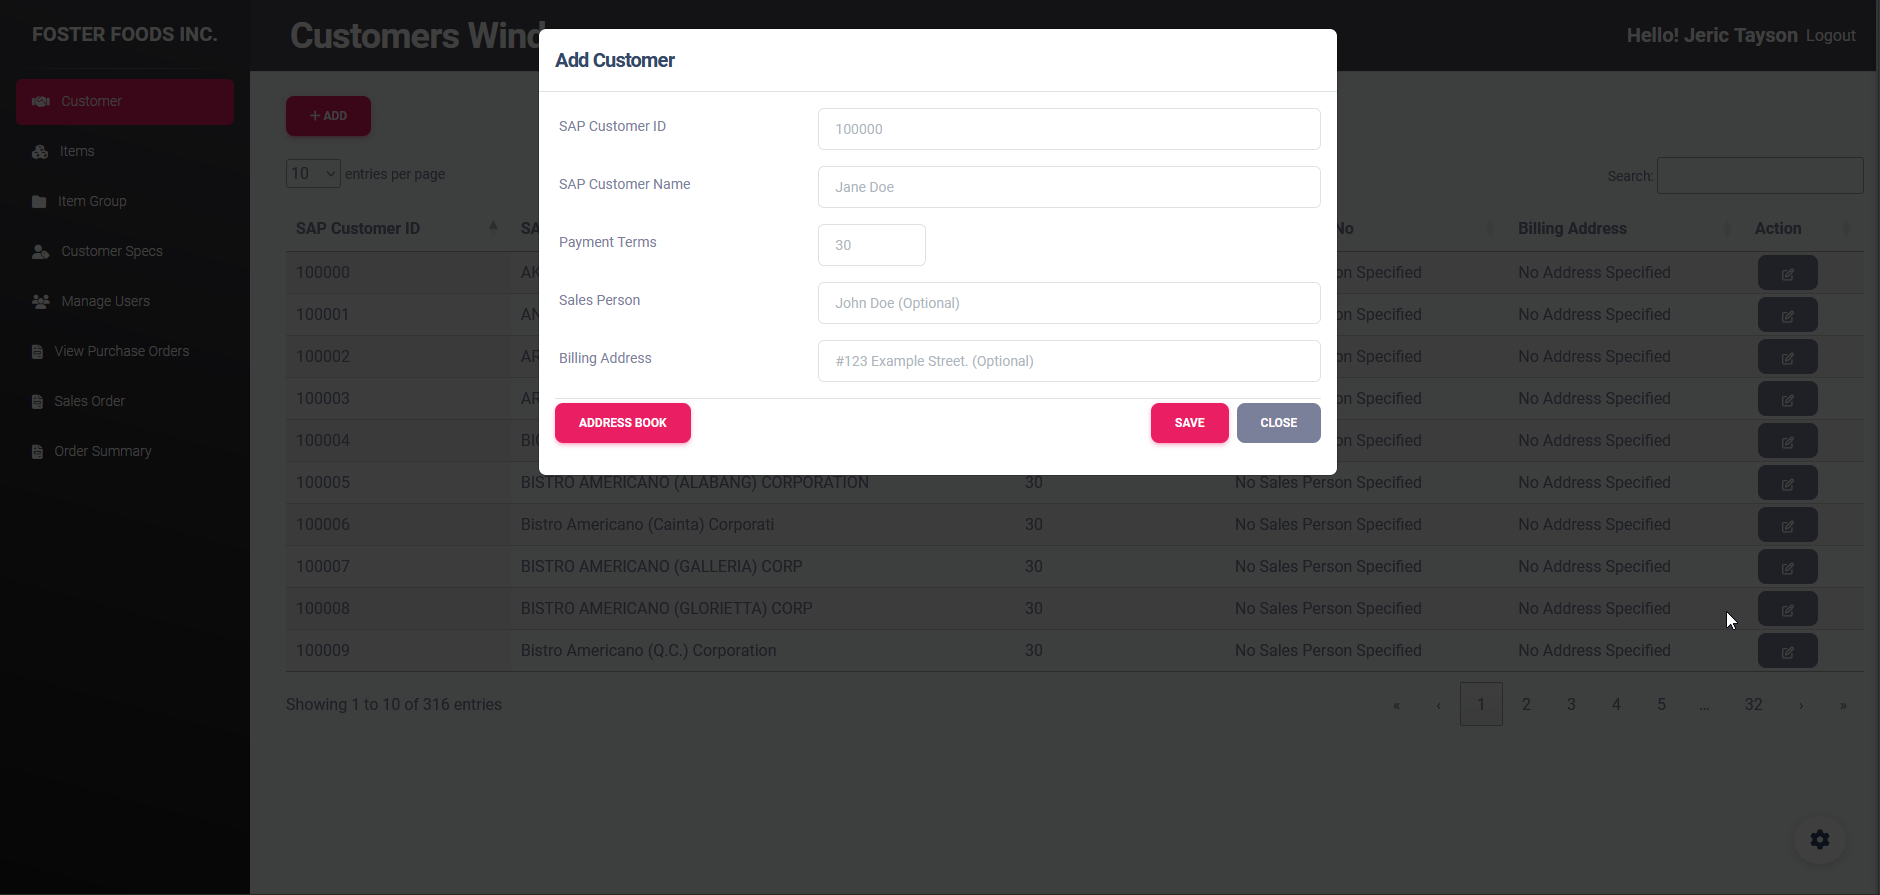 FOSTER FOODS INC.
Customer
Items
Item Group
Customer Specs
Manage Users
View Purchase Orders
Sales Order
Order Summary
Customers Wind
Hello! Jeric Tayson Logout
+ ADD
10 entries per page
Search:
Add Customer
SAP Customer ID 100000
SAP Customer Name Jane Doe
Payment Terms 30
Sales Person John Doe (Optional)
Billing Address #123 Example Street. (Optional)
ADDRESS BOOK SAVE CLOSE
SAP Customer ID SA No Billing Address Action
100000 AK on Specified No Address Specified
100001 AN on Specified No Address Specified
100002 AR on Specified No Address Specified
100003 AR on Specified No Address Specified
100004 BI on Specified No Address Specified
100005 BISTRO AMERICANO (ALABANG) CORPORATION 30 No Sales Person Specified No Address Specified
100006 Bistro Americano (Cainta) Corporati 30 No Sales Person Specified No Address Specified
100007 BISTRO AMERICANO (GALLERIA) CORP 30 No Sales Person Specified No Address Specified
100008 BISTRO AMERICANO (GLORIETTA) CORP 30 No Sales Person Specified No Address Specified
100009 Bistro Americano (Q.C.) Corporation 30 No Sales Person Specified No Address Specified
Showing 1 to 10 of 316 entries
« ‹ 1 2 3 4 5 ... 32 › »